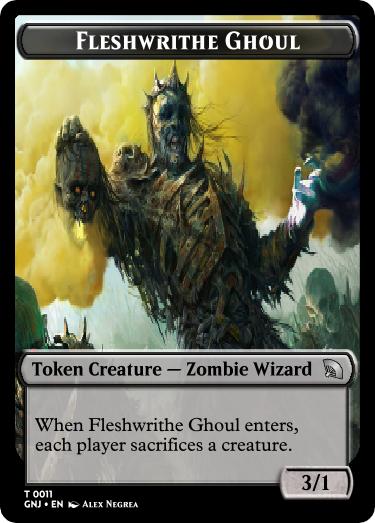 Fleshwrithe Ghoul
Token Creature — Zombie Wizard
When Fleshwrithe Ghoul enters,
each player sacrifices a creature.
3/1
T 0011
GNJ • EN Alex Negrea